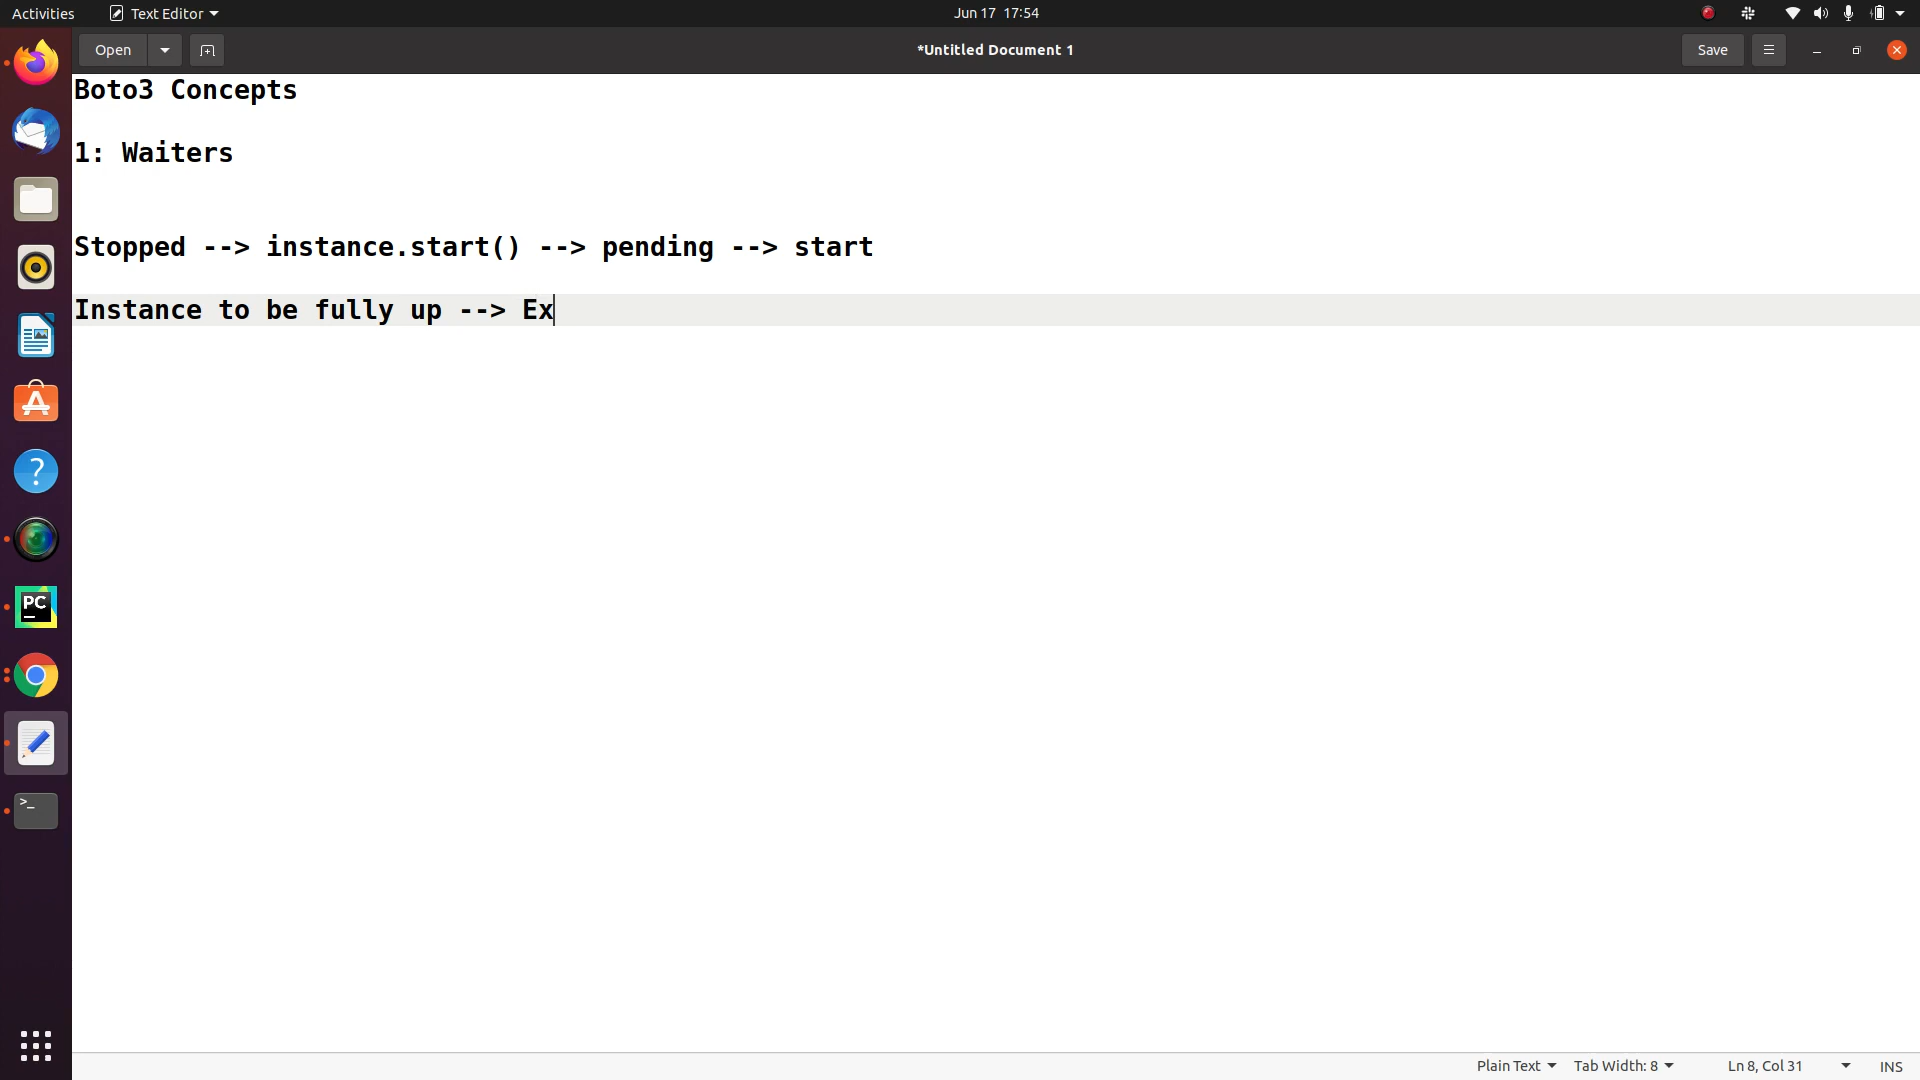 Activities
Text Editor
Jun 17 17:54
Open
*Untitled Document 1
Save
Boto3 Concepts
1: Waiters
Stopped --> instance.start() --> pending --> start
Instance to be fully up --> Ex
PC
>_
Plain Text
Tab Width: 8
Ln 8, Col 31
INS